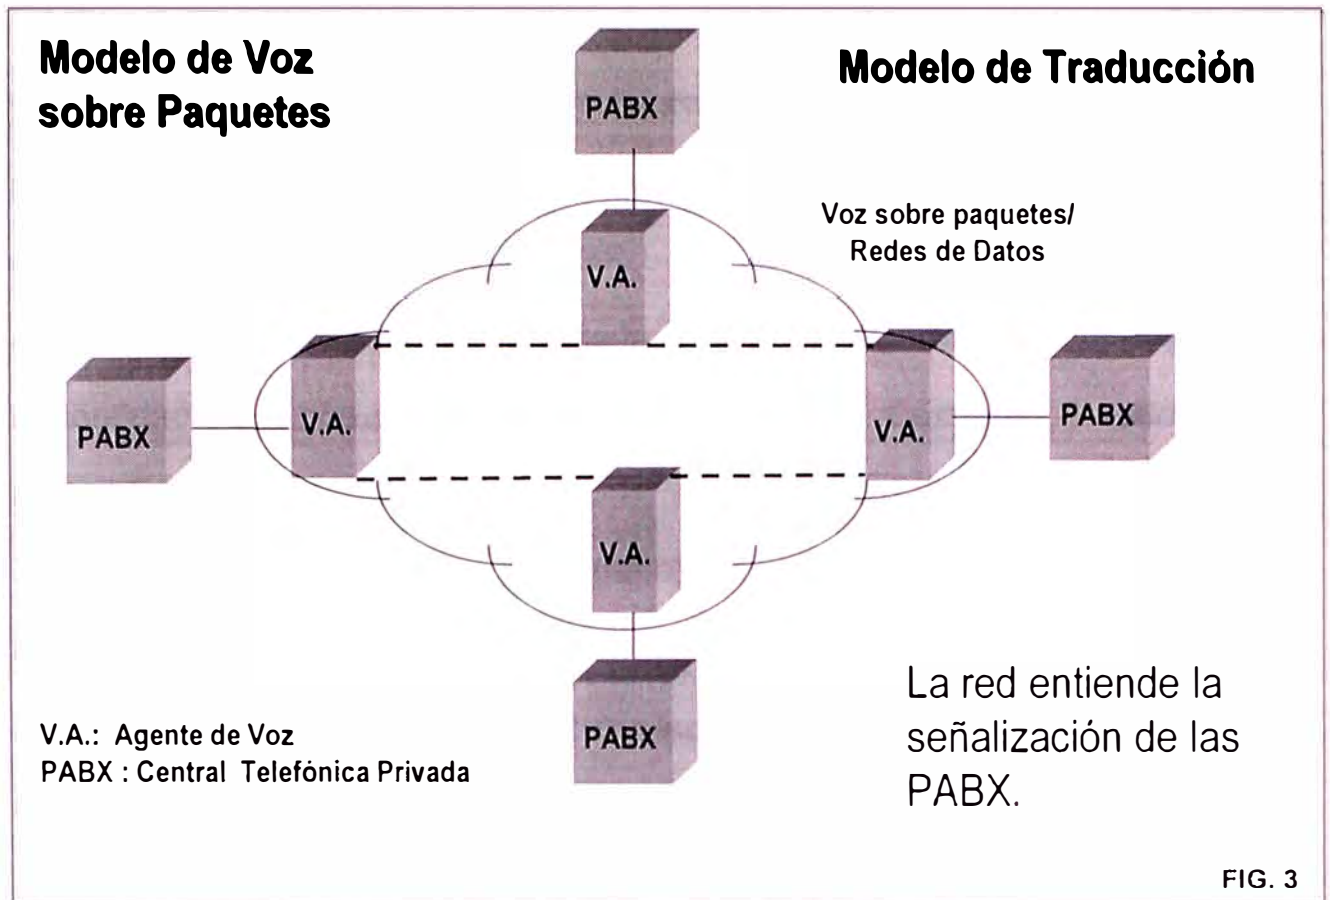 Modelo de Voz
sobre Paquetes
Modelo de Traducción
PABX
Voz sobre paquetes/
Redes de Datos
V.A.
V.A.
V.A.
PABX
PABX
V.A.
PABX
V.A.: Agente de Voz
PABX : Central Telefónica Privada
La red entiende la
señalización de las
PABX.
FIG. 3